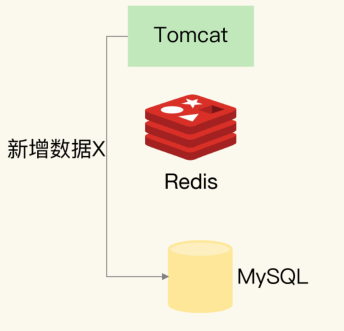 Tomcat
新增数据X
Redis
MySQL